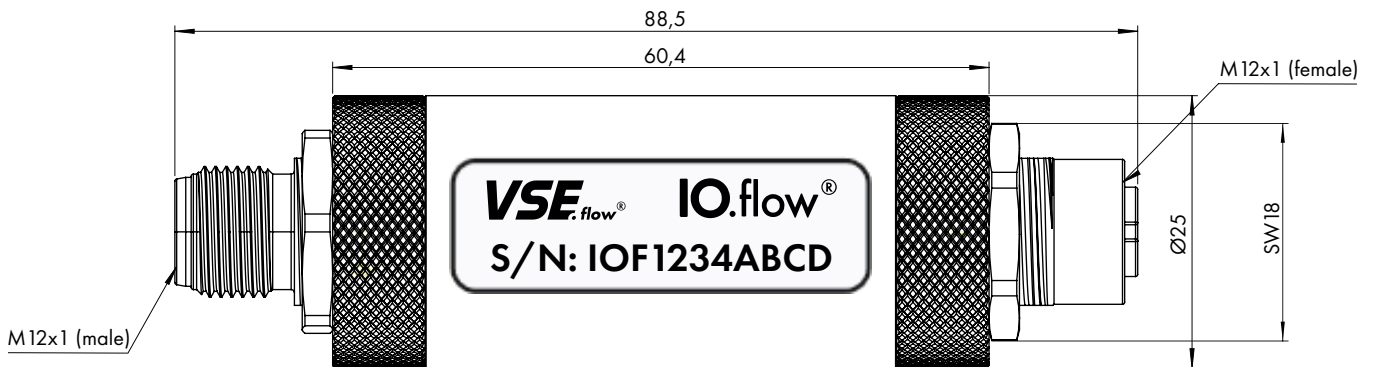 88,5
60,4
M12x1 (female)
VSE.flow® IO.flow®
S/N: IOF1234ABCD
Ø25
SW18
M12x1 (male)